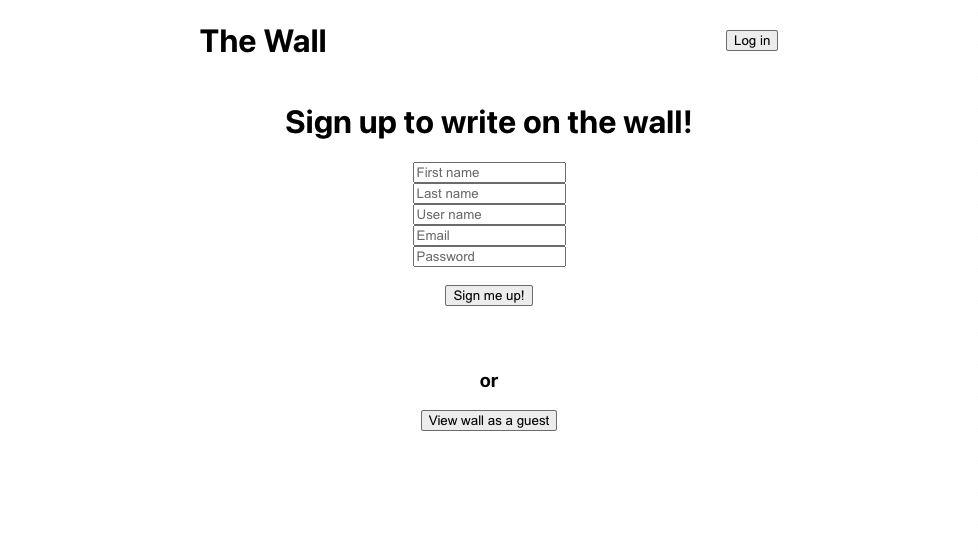 The Wall
Log in
Sign up to write on the wall!
First name
Last name
User name
Email
Password
Sign me up!
or
View wall as a guest